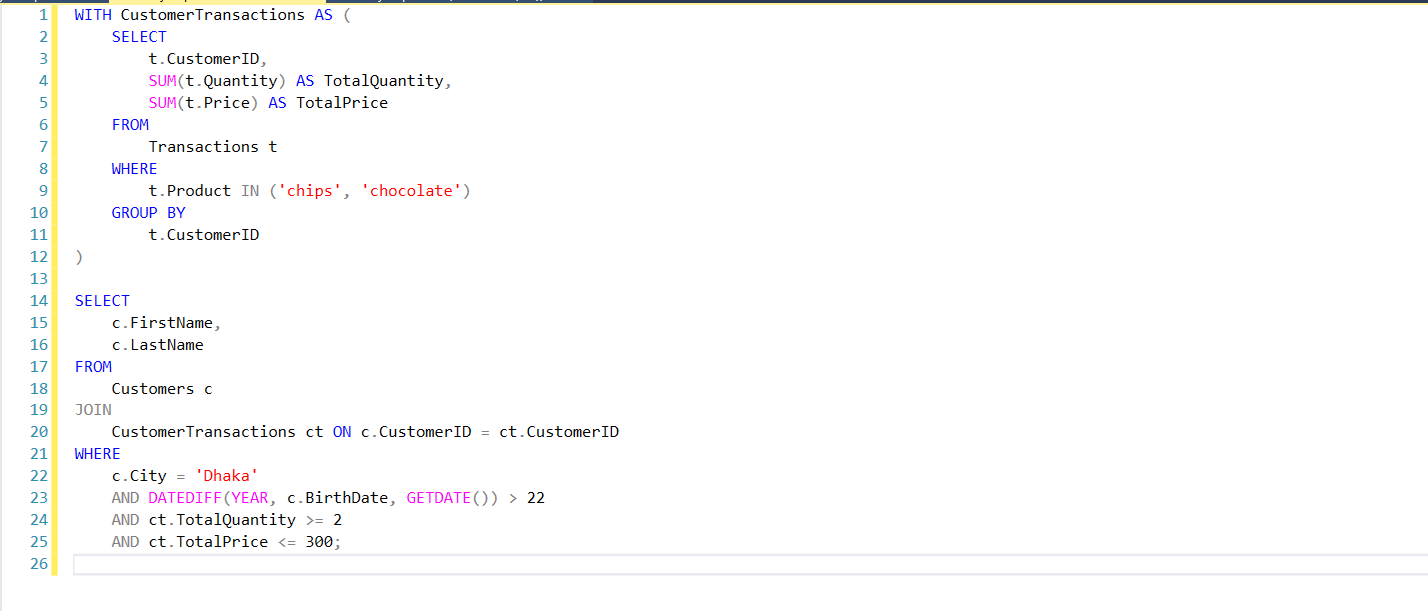 1 WITH CustomerTransactions AS (
2     SELECT
3         t.CustomerID,
4         SUM(t.Quantity) AS TotalQuantity,
5         SUM(t.Price) AS TotalPrice
6     FROM
7         Transactions t
8     WHERE
9         t.Product IN ('chips', 'chocolate')
10     GROUP BY
11         t.CustomerID
12 )
13
14 SELECT
15     c.FirstName,
16     c.LastName
17 FROM
18     Customers c
19 JOIN
20     CustomerTransactions ct ON c.CustomerID = ct.CustomerID
21 WHERE
22     c.City = 'Dhaka'
23     AND DATEDIFF(YEAR, c.BirthDate, GETDATE()) > 22
24     AND ct.TotalQuantity >= 2
25     AND ct.TotalPrice <= 300;
26